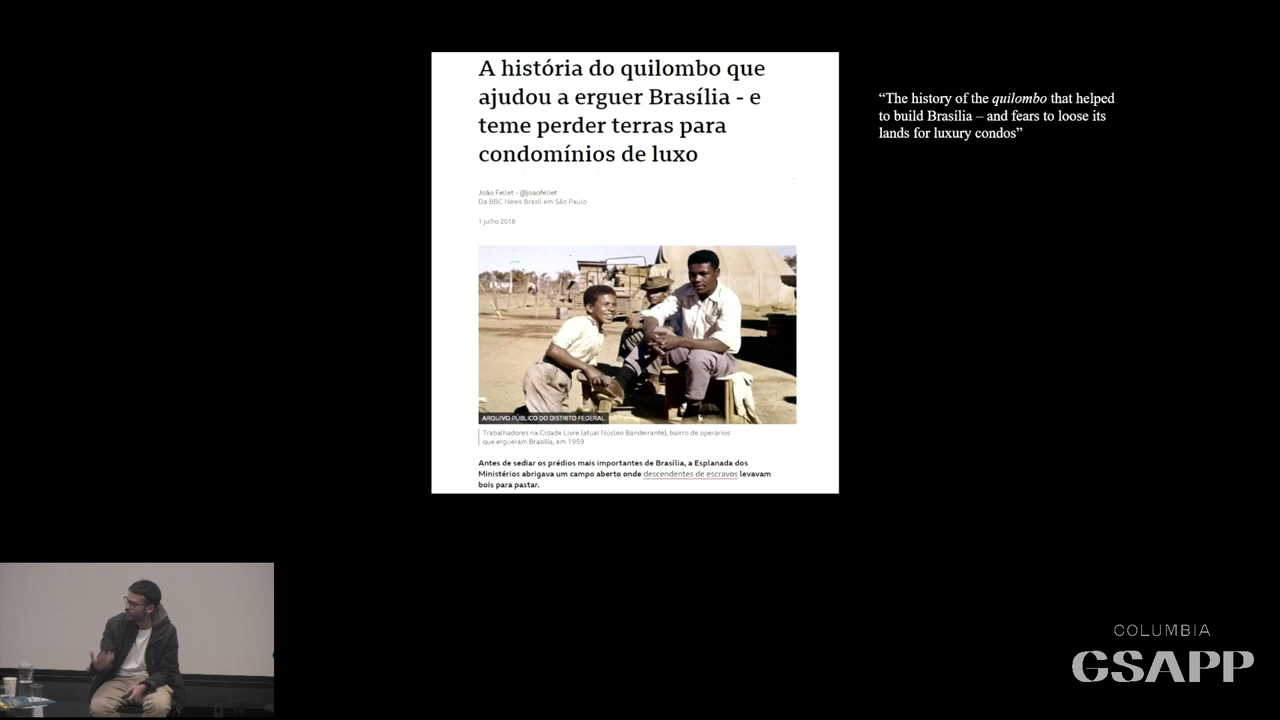 A história do quilombo que
ajudou a erguer Brasília - e
teme perder terras para
condomínios de luxo
João Fellet - @joaofellet
Da BBC News Brasil em São Paulo
1 julho 2018
ARQUIVO PÚBLICO DO DISTRITO FEDERAL
Trabalhadores na Cidade Livre (atual Núcleo Bandeirante), bairro de operários
que ergueram Brasília, em 1959
Antes de sediar os prédios mais importantes de Brasília, a Esplanada dos
Ministérios abrigava um campo aberto onde descendentes de escravos levavam
bois para pastar.
“The history of the quilombo that helped
to build Brasília – and fears to loose its
lands for luxury condos”
COLUMBIA
GSAPP